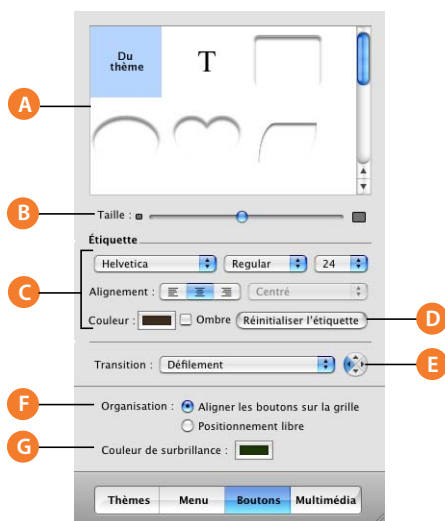 Du
thème
T
A
B
Taille :
Étiquette
Helvetica
Regular
24
C
Alignement :
Centré
Couleur :
Ombre
Réinitialiser l'étiquette
D
Transition :
Défilement
E
F
Organisation :
Aligner les boutons sur la grille
Positionnement libre
G
Couleur de surbrillance :
Thèmes
Menu
Boutons
Multimédia